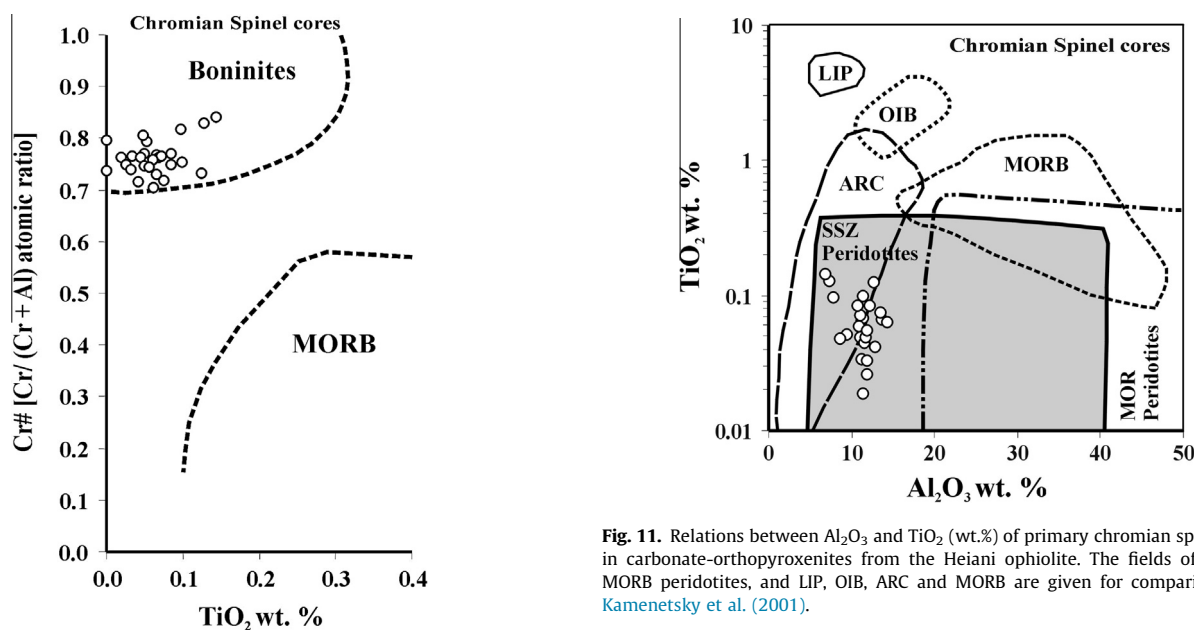 Chromian Spinel cores
1.0
0.9
0.8
0.7
0.6
0.5
0.4
0.3
0.2
0.1
0.0
Cr# [Cr/ (Cr + Al) atomic ratio]
Boninites
MORB
0.0 0.1 0.2 0.3 0.4
TiO₂ wt. %
10
1
0.1
0.01
TiO₂ wt. %
Chromian Spinel cores
LIP
OIB
MORB
ARC
SSZ
Peridotites
MOR
Peridotites
0 10 20 30 40 50
Al₂O₃ wt. %
Fig. 11. Relations between Al₂O₃ and TiO₂ (wt.%) of primary chromian sp
in carbonate-orthopyroxenites from the Heiani ophiolite. The fields of
MORB peridotites, and LIP, OIB, ARC and MORB are given for compari
Kamenetsky et al. (2001).